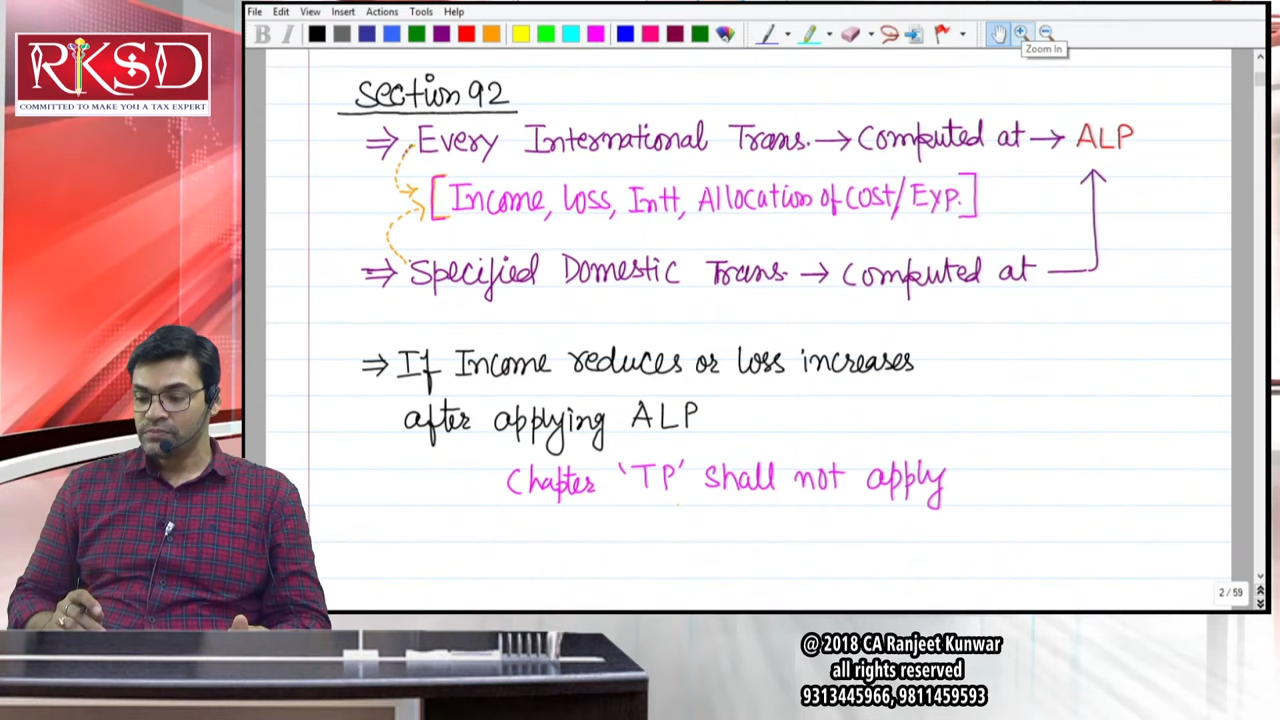 File Edit View Insert Actions Tools Help
B I
Zoom In
RKSD
COMMITTED TO MAKE YOU A TAX EXPERT
Section 92
⇒ Every International Trans. → Computed at → ALP
[Income, Loss, Intt, Allocation of Cost/Exp.]
⇒ Specified Domestic Trans. → Computed at
⇒ If Income reduces or loss increases
after applying ALP
Chapter 'TP' shall not apply
2 / 59
@ 2018 CA Ranjeet Kunwar
all rights reserved
9313445966, 9811459593